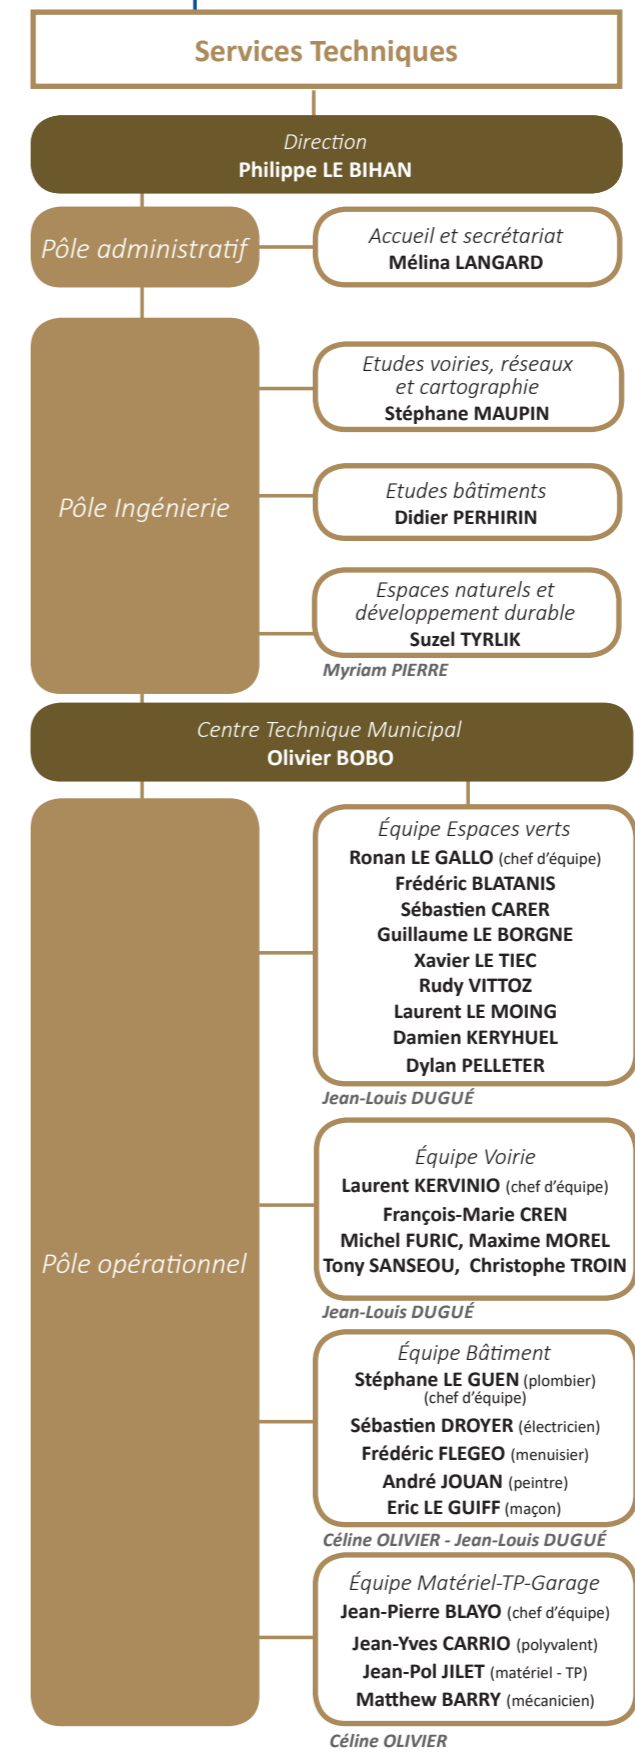 Services Techniques
Direction
Philippe LE BIHAN
Pôle administratif
Accueil et secrétariat
Mélina LANGARD
Pôle Ingénierie
Etudes voiries, réseaux
et cartographie
Stéphane MAUPIN
Etudes bâtiments
Didier PERHIRIN
Espaces naturels et
développement durable
Suzel TYRLIK
Myriam PIERRE
Centre Technique Municipal
Olivier BOBO
Pôle opérationnel
Équipe Espaces verts
Ronan LE GALLO (chef d’équipe)
Frédéric BLATANIS
Sébastien CARER
Guillaume LE BORGNE
Xavier LE TIEC
Rudy VITTOZ
Laurent LE MOING
Damien KERYHUEL
Dylan PELLETER
Jean-Louis DUGUÉ
Équipe Voirie
Laurent KERVINIO (chef d’équipe)
François-Marie CREN
Michel FURIC, Maxime MOREL
Tony SANSEOU, Christophe TROIN
Jean-Louis DUGUÉ
Équipe Bâtiment
Stéphane LE GUEN (plombier)
(chef d’équipe)
Sébastien DROYER (électricien)
Frédéric FLEGEO (menuisier)
André JOUAN (peintre)
Eric LE GUIFF (maçon)
Céline OLIVIER - Jean-Louis DUGUÉ
Équipe Matériel-TP-Garage
Jean-Pierre BLAYO (chef d’équipe)
Jean-Yves CARRIO (polyvalent)
Jean-Pol JILET (matériel - TP)
Matthew BARRY (mécanicien)
Céline OLIVIER